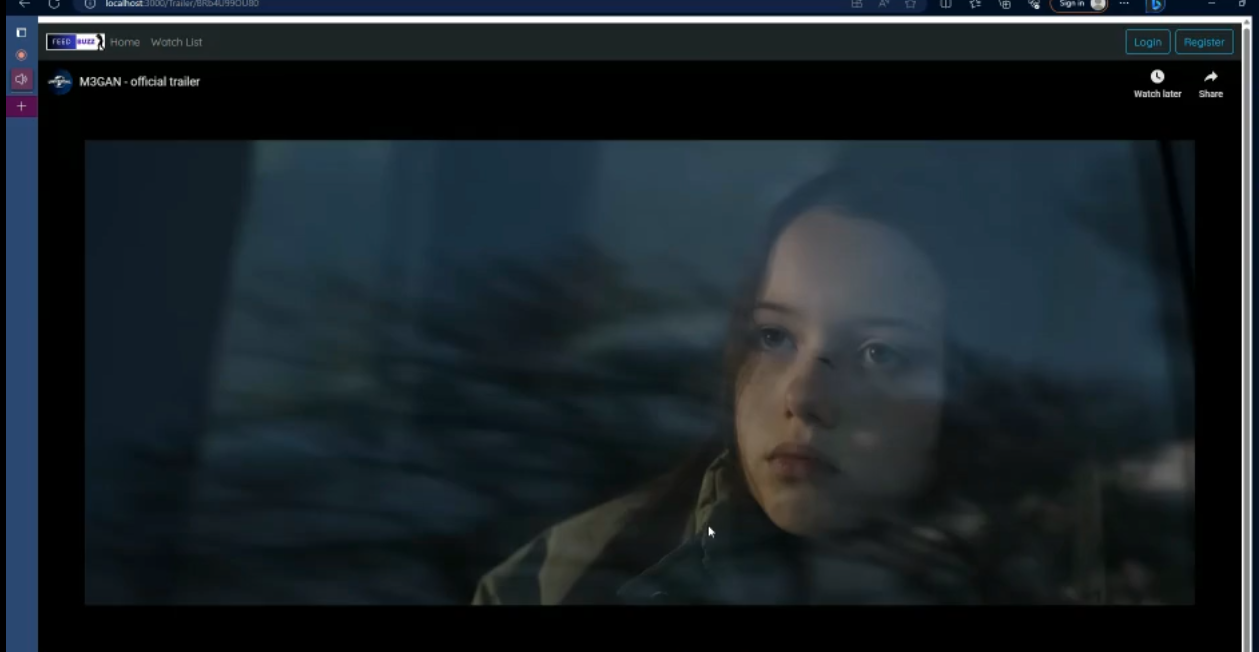 localhost:3000/Trailer/BRb4U99OU80
Sign in
FEED BUZZ Home Watch List Login Register
M3GAN - official trailer
Watch later Share